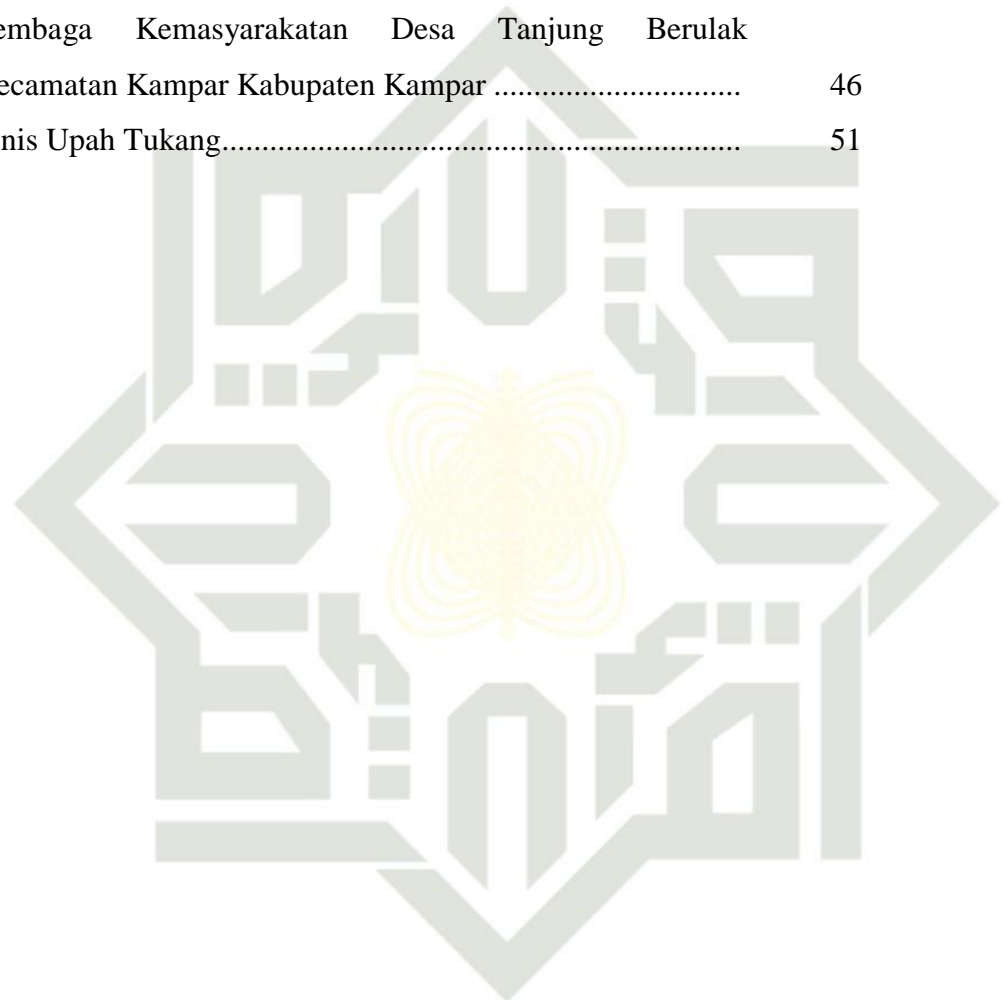 embaga Kemasyarakatan Desa Tanjung Berulak
ecamatan Kampar Kabupaten Kampar .............................. 46
nis Upah Tukang................................................................ 51